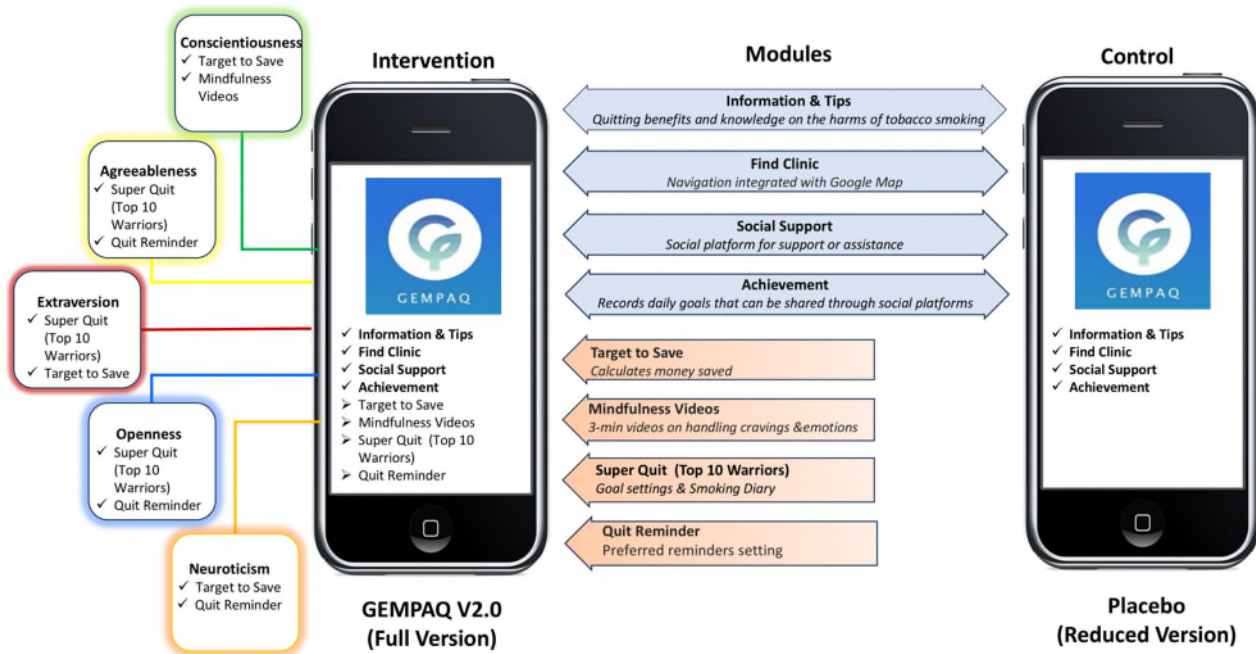 Conscientiousness
✓ Target to Save
✓ Mindfulness
Videos
Agreeableness
✓ Super Quit
(Top 10
Warriors)
✓ Quit Reminder
Extraversion
✓ Super Quit
(Top 10
Warriors)
✓ Target to Save
Openness
✓ Super Quit
(Top 10
Warriors)
✓ Quit Reminder
Neuroticism
✓ Target to Save
✓ Quit Reminder
Intervention
GEMPAQ
✓ Information & Tips
✓ Find Clinic
✓ Social Support
✓ Achievement
➢ Target to Save
➢ Mindfulness Videos
➢ Super Quit (Top 10
Warriors)
➢ Quit Reminder
GEMPAQ V2.0
(Full Version)
Modules
Information & Tips
Quitting benefits and knowledge on the harms of tobacco smoking
Find Clinic
Navigation integrated with Google Map
Social Support
Social platform for support or assistance
Achievement
Records daily goals that can be shared through social platforms
Target to Save
Calculates money saved
Mindfulness Videos
3-min videos on handling cravings &emotions
Super Quit (Top 10 Warriors)
Goal settings & Smoking Diary
Quit Reminder
Preferred reminders setting
Control
GEMPAQ
✓ Information & Tips
✓ Find Clinic
✓ Social Support
✓ Achievement
Placebo
(Reduced Version)